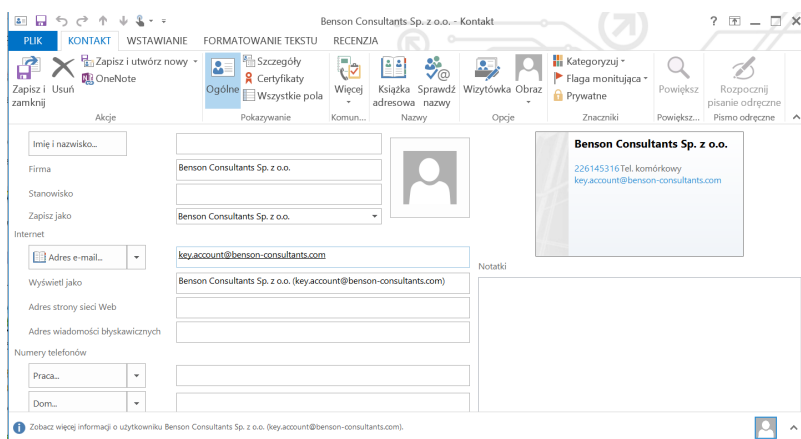 Benson Consultants Sp. z o.o. - Kontakt
?
PLIK KONTAKT WSTAWIANIE FORMATOWANIE TEKSTU RECENZJA
Zapisz i zamknij
Usuń
Zapisz i utwórz nowy
OneNote
Akcje
Ogólne
Szczegóły
Certyfikaty
Wszystkie pola
Pokazywanie
Więcej
Komun...
Książka adresowa
Sprawdź nazwy
Nazwy
Wizytówka
Obraz
Opcje
Kategoryzuj
Flaga monitująca
Prywatne
Znaczniki
Powiększ
Powiększ...
Rozpocznij pisanie odręczne
Pismo odręczne
Imię i nazwisko...
Firma Benson Consultants Sp. z o.o.
Stanowisko
Zapisz jako Benson Consultants Sp. z o.o.
Internet
Adres e-mail... key.account@benson-consultants.com
Wyświetl jako Benson Consultants Sp. z o.o. (key.account@benson-consultants.com)
Adres strony sieci Web
Adres wiadomości błyskawicznych
Numery telefonów
Praca...
Dom...
Benson Consultants Sp. z o.o.
226145316 Tel. komórkowy
key.account@benson-consultants.com
Notatki
Zobacz więcej informacji o użytkowniku Benson Consultants Sp. z o.o. (key.account@benson-consultants.com).